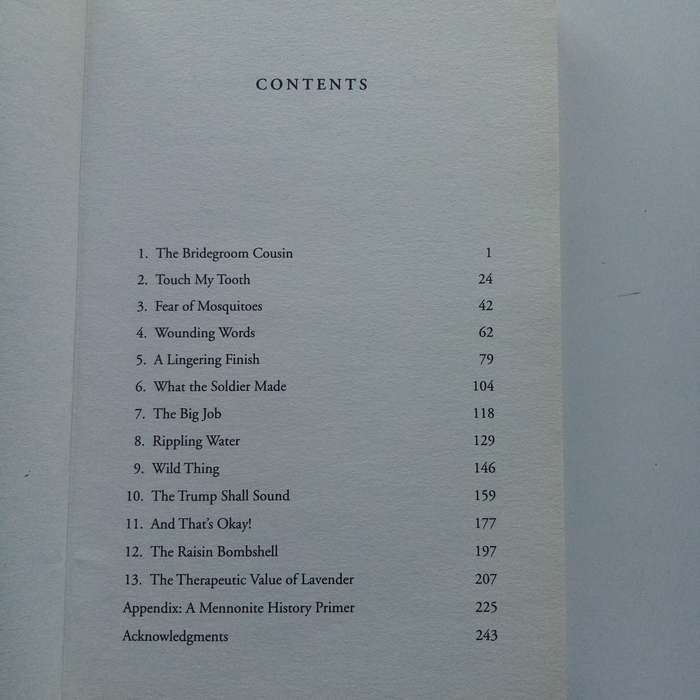 CONTENTS
1. The Bridegroom Cousin 1
2. Touch My Tooth 24
3. Fear of Mosquitoes 42
4. Wounding Words 62
5. A Lingering Finish 79
6. What the Soldier Made 104
7. The Big Job 118
8. Rippling Water 129
9. Wild Thing 146
10. The Trump Shall Sound 159
11. And That's Okay! 177
12. The Raisin Bombshell 197
13. The Therapeutic Value of Lavender 207
Appendix: A Mennonite History Primer 225
Acknowledgments 243